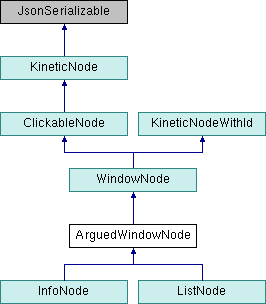 JsonSerializable
KineticNode
ClickableNode
KineticNodeWithId
WindowNode
ArguedWindowNode
InfoNode
ListNode